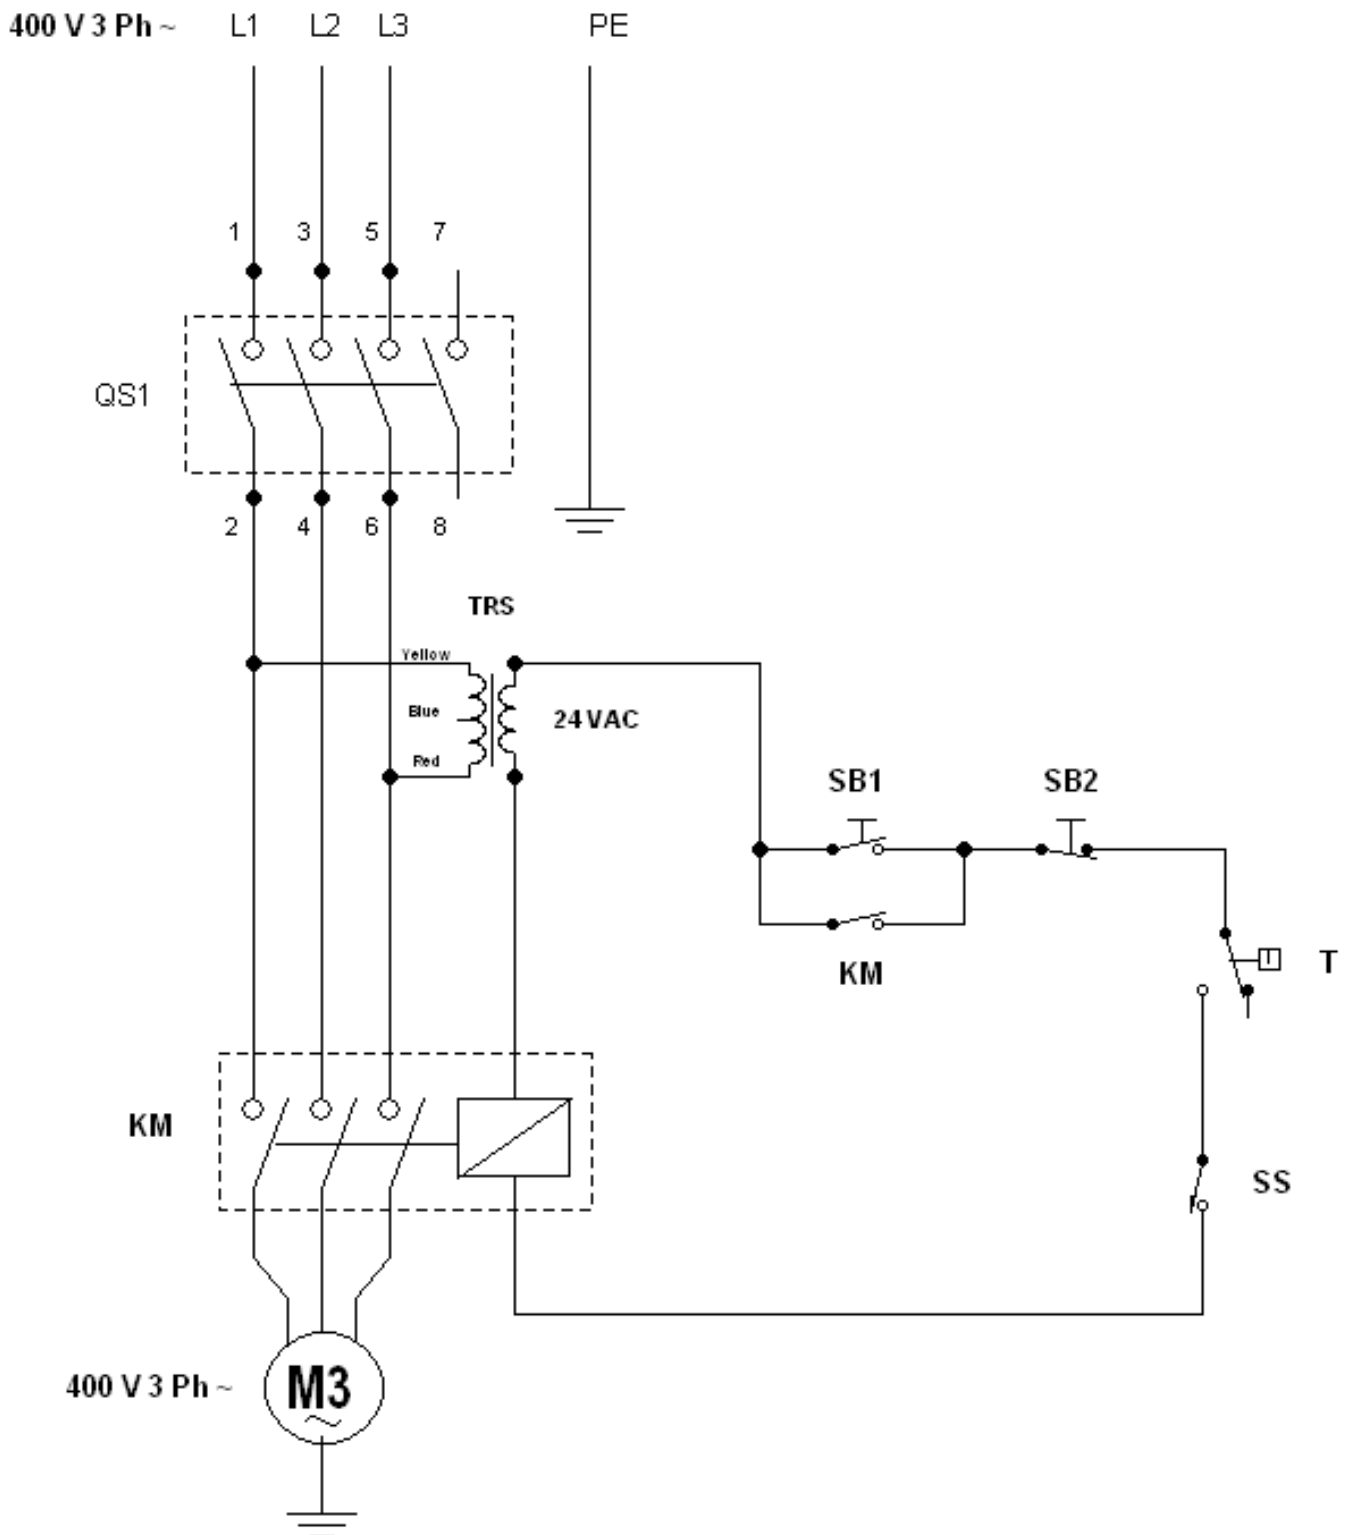 400 V 3 Ph ~ L1 L2 L3 PE
1 3 5 7
QS1
2 4 6 8
TRS
Yellow
Blue
24 VAC
Red
SB1 SB2
KM
T
KM
SS
400 V 3 Ph ~
M3
~